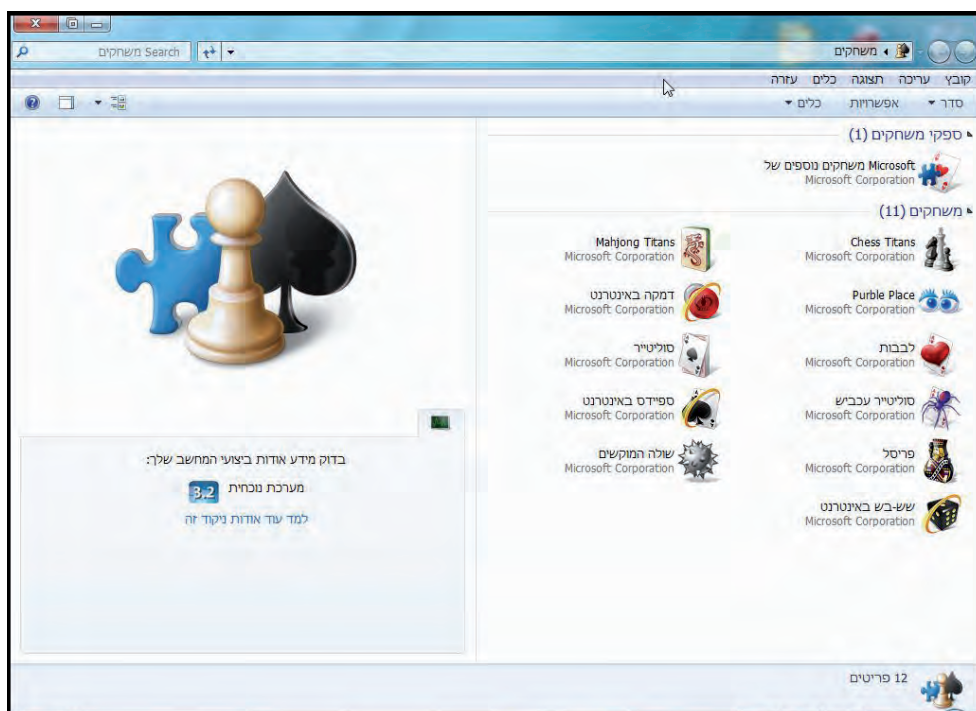 משחקים
Search משחקים
קובץ עריכה תצוגה כלים עזרה
סדר אפשרויות כלים
ספקי משחקים (1)
משחקים נוספים של Microsoft
Microsoft Corporation
משחקים (11)
Chess Titans
Microsoft Corporation
Mahjong Titans
Microsoft Corporation
Purble Place
Microsoft Corporation
דמקה באינטרנט
Microsoft Corporation
לבבות
Microsoft Corporation
סוליטייר
Microsoft Corporation
סוליטייר עכביש
Microsoft Corporation
ספיידס באינטרנט
Microsoft Corporation
פריסל
Microsoft Corporation
שולה המוקשים
Microsoft Corporation
שש-בש באינטרנט
Microsoft Corporation
בדוק מידע אודות ביצועי המחשב שלך:
מערכת נוכחית 3.2
למד עוד אודות ניקוד זה
12 פריטים